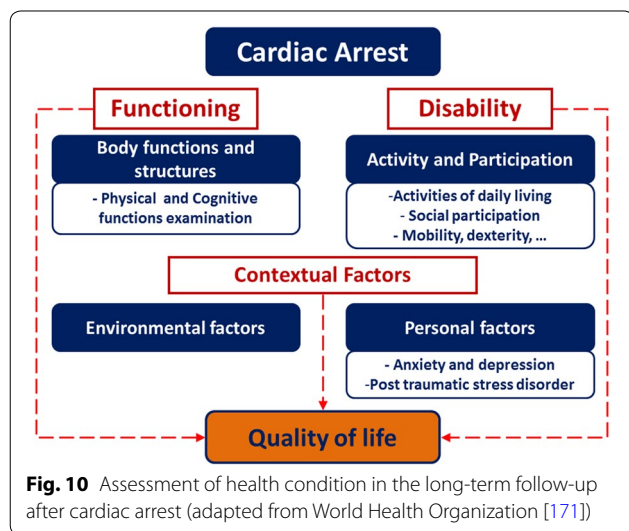 Cardiac Arrest
Functioning
Disability
Body functions and
structures
- Physical and Cognitive
functions examination
Activity and Participation
-Activities of daily living
- Social participation
- Mobility, dexterity, ...
Contextual Factors
Environmental factors
Personal factors
- Anxiety and depression
-Post traumatic stress disorder
Quality of life
Fig. 10 Assessment of health condition in the long-term follow-up
after cardiac arrest (adapted from World Health Organization [171])